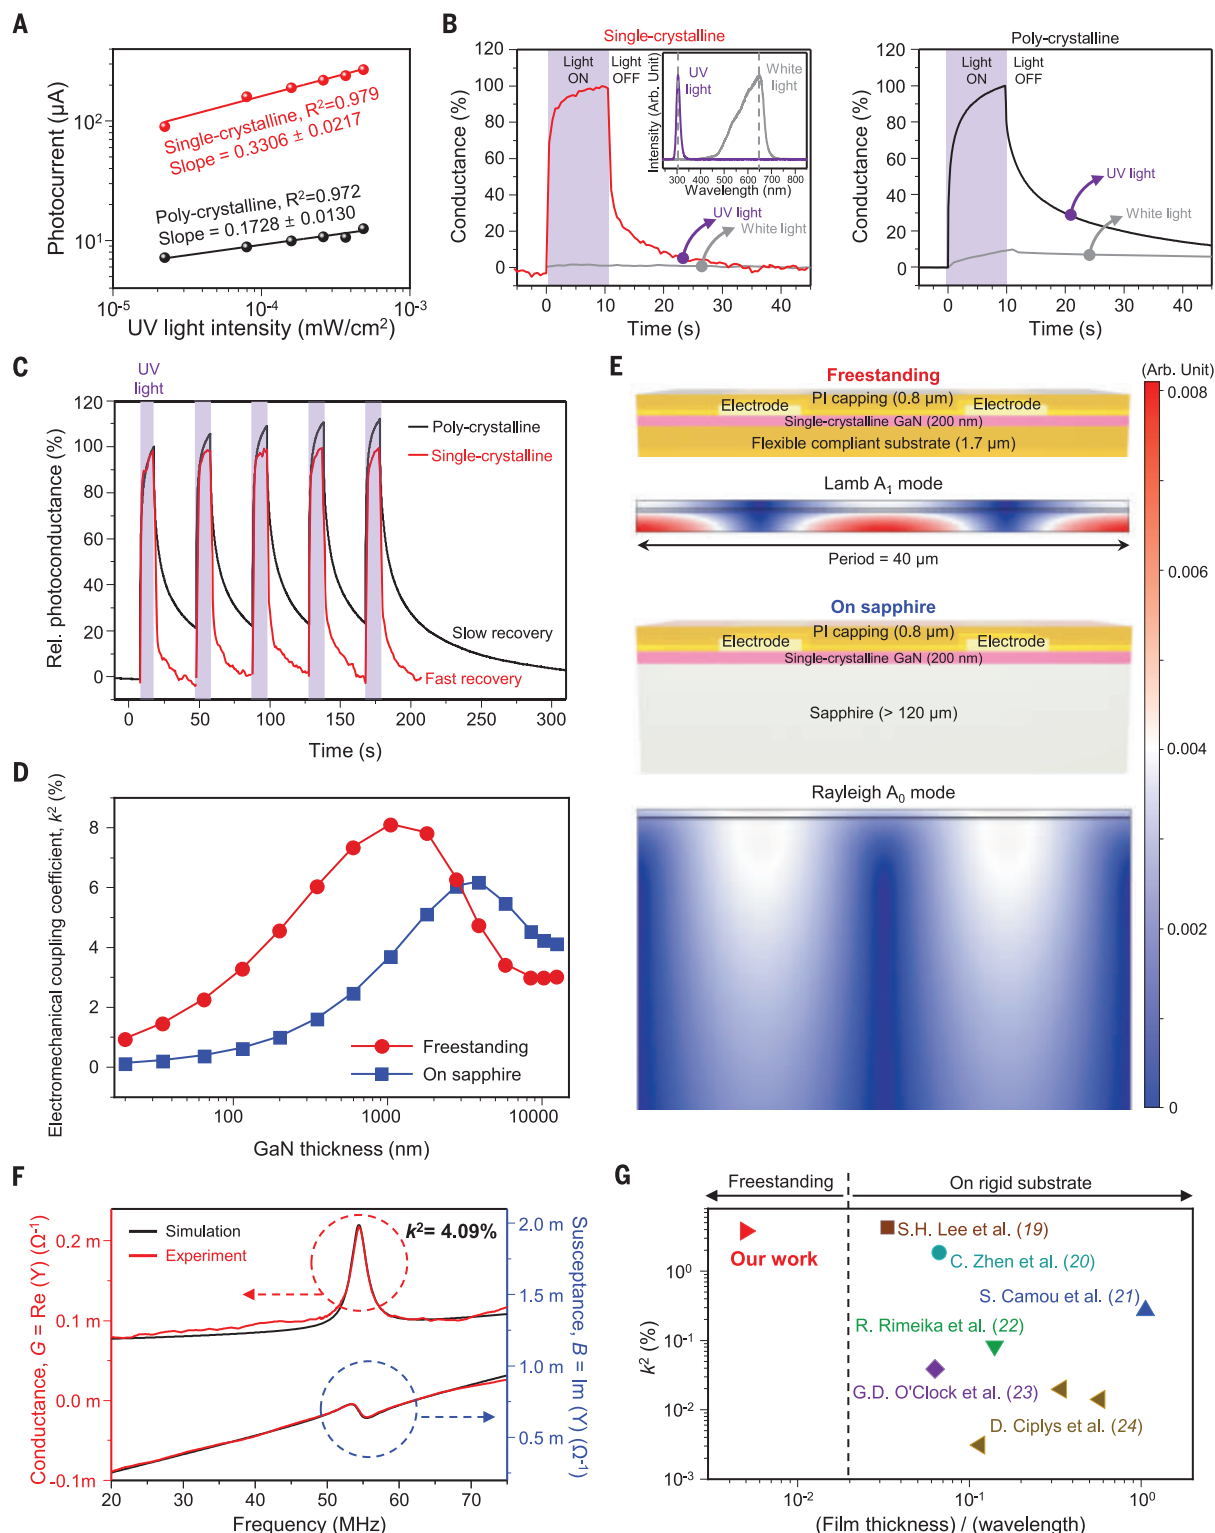 A
Photocurrent (µA)
10²
10¹
Single-crystalline, R²=0.979
Slope = 0.3306 ± 0.0217
Poly-crystalline, R²=0.972
Slope = 0.1728 ± 0.0130
10⁻⁵
10⁻⁴
10⁻³
UV light intensity (mW/cm²)
B
Single-crystalline
Conductance (%)
120
100
80
60
40
20
0
Light
ON
Light
OFF
Intensity (Arb. Unit)
UV
light
White
light
300 400 500 600 700 800
Wavelength (nm)
UV light
White light
0 10 20 30 40
Time (s)
Poly-crystalline
Conductance (%)
120
100
80
60
40
20
0
Light
ON
Light
OFF
UV light
White light
0 10 20 30 40
Time (s)
C
UV
light
Rel. photoconductance (%)
120
100
80
60
40
20
0
Poly-crystalline
Single-crystalline
Slow recovery
Fast recovery
0 50 100 150 200 250 300
Time (s)
D
Electromechanical coupling coefficient, k² (%)
8
6
4
2
0
Freestanding
On sapphire
100 1000 10000
GaN thickness (nm)
E
Freestanding
PI capping (0.8 µm)
Electrode
Electrode
Single-crystalline GaN (200 nm)
Flexible compliant substrate (1.7 µm)
Lamb A₁ mode
Period = 40 µm
On sapphire
PI capping (0.8 µm)
Electrode
Electrode
Single-crystalline GaN (200 nm)
Sapphire (> 120 µm)
Rayleigh A₀ mode
(Arb. Unit)
0.008
0.006
0.004
0.002
0
F
Conductance, G = Re (Y) (Ω⁻¹)
0.2 m
0.1 m
0.0 m
-0.1m
Simulation
Experiment
k²= 4.09%
2.0 m
1.5 m
1.0 m
0.5 m
Susceptance, B = Im (Y) (Ω⁻¹)
20 30 40 50 60 70
Frequency (MHz)
G
Freestanding
On rigid substrate
k² (%)
10⁰
10⁻¹
10⁻²
10⁻³
Our work
S.H. Lee et al. (19)
C. Zhen et al. (20)
S. Camou et al. (21)
R. Rimeika et al. (22)
G.D. O'Clock et al. (23)
D. Ciplys et al. (24)
10⁻²
10⁻¹
10⁰
(Film thickness) / (wavelength)